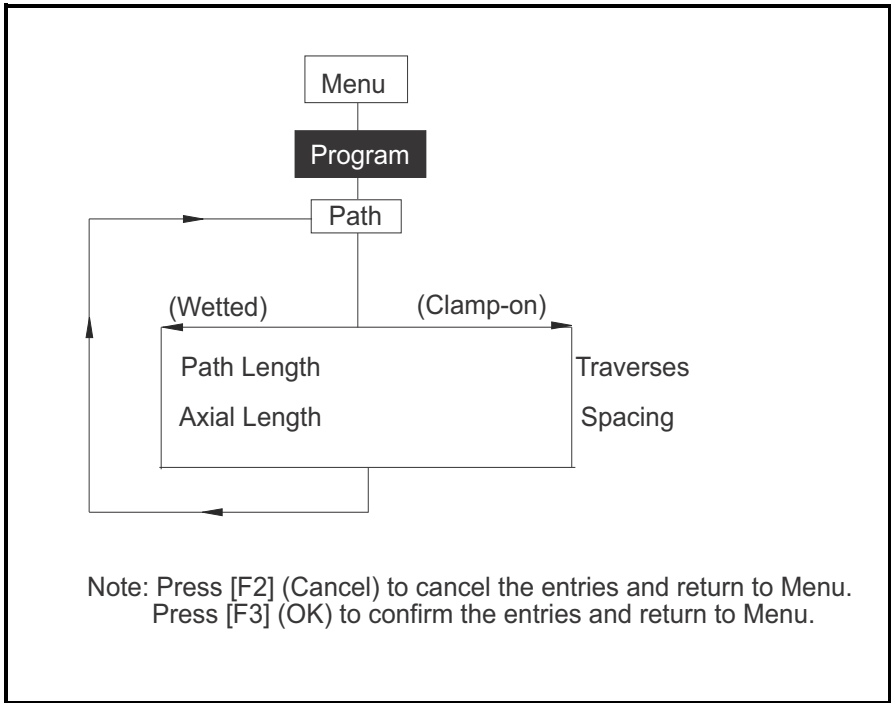 Menu
Program
Path
(Wetted)
(Clamp-on)
Path Length
Traverses
Axial Length
Spacing
Note: Press [F2] (Cancel) to cancel the entries and return to Menu.
Press [F3] (OK) to confirm the entries and return to Menu.